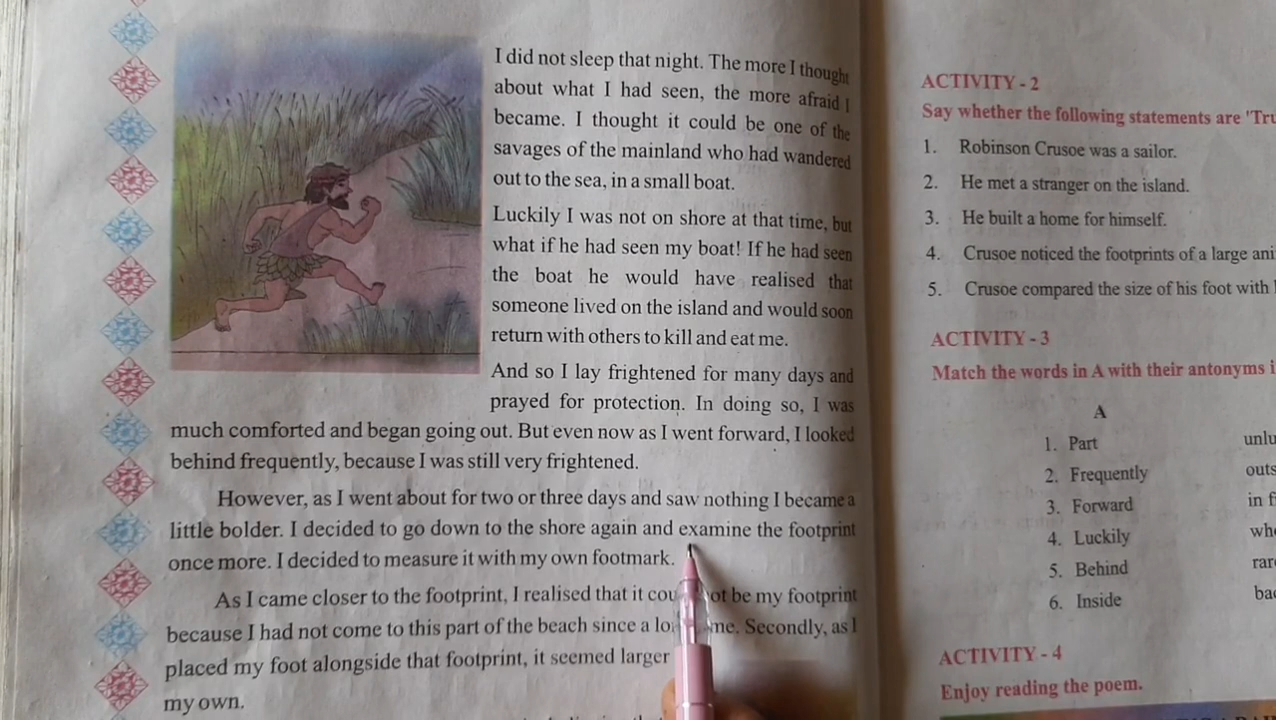 I did not sleep that night. The more I thought
about what I had seen, the more afraid I
became. I thought it could be one of the
savages of the mainland who had wandered
out to the sea, in a small boat.
Luckily I was not on shore at that time, but
what if he had seen my boat! If he had seen
the boat he would have realised that
someone lived on the island and would soon
return with others to kill and eat me.
And so I lay frightened for many days and
prayed for protection. In doing so, I was
much comforted and began going out. But even now as I went forward, I looked
behind frequently, because I was still very frightened.
However, as I went about for two or three days and saw nothing I became a
little bolder. I decided to go down to the shore again and examine the footprint
once more. I decided to measure it with my own footmark.
As I came closer to the footprint, I realised that it be my footprint
because I had not come to this part of the beach since a Secondly, as I
placed my foot alongside that footprint, it seemed larger
my own.
ACTIVITY - 2
Say whether the following statements are
1. Robinson Crusoe was a sailor.
2. He met a stranger on the island.
3. He built a home for himself.
4. Crusoe noticed the footprints of a large
5. Crusoe compared the size of his foot with
ACTIVITY - 3
Match the words in A with their antonyms
A
1. Part
2. Frequently
3. Forward
4. Luckily
5. Behind
6. Inside
ACTIVITY - 4
Enjoy reading the poem.